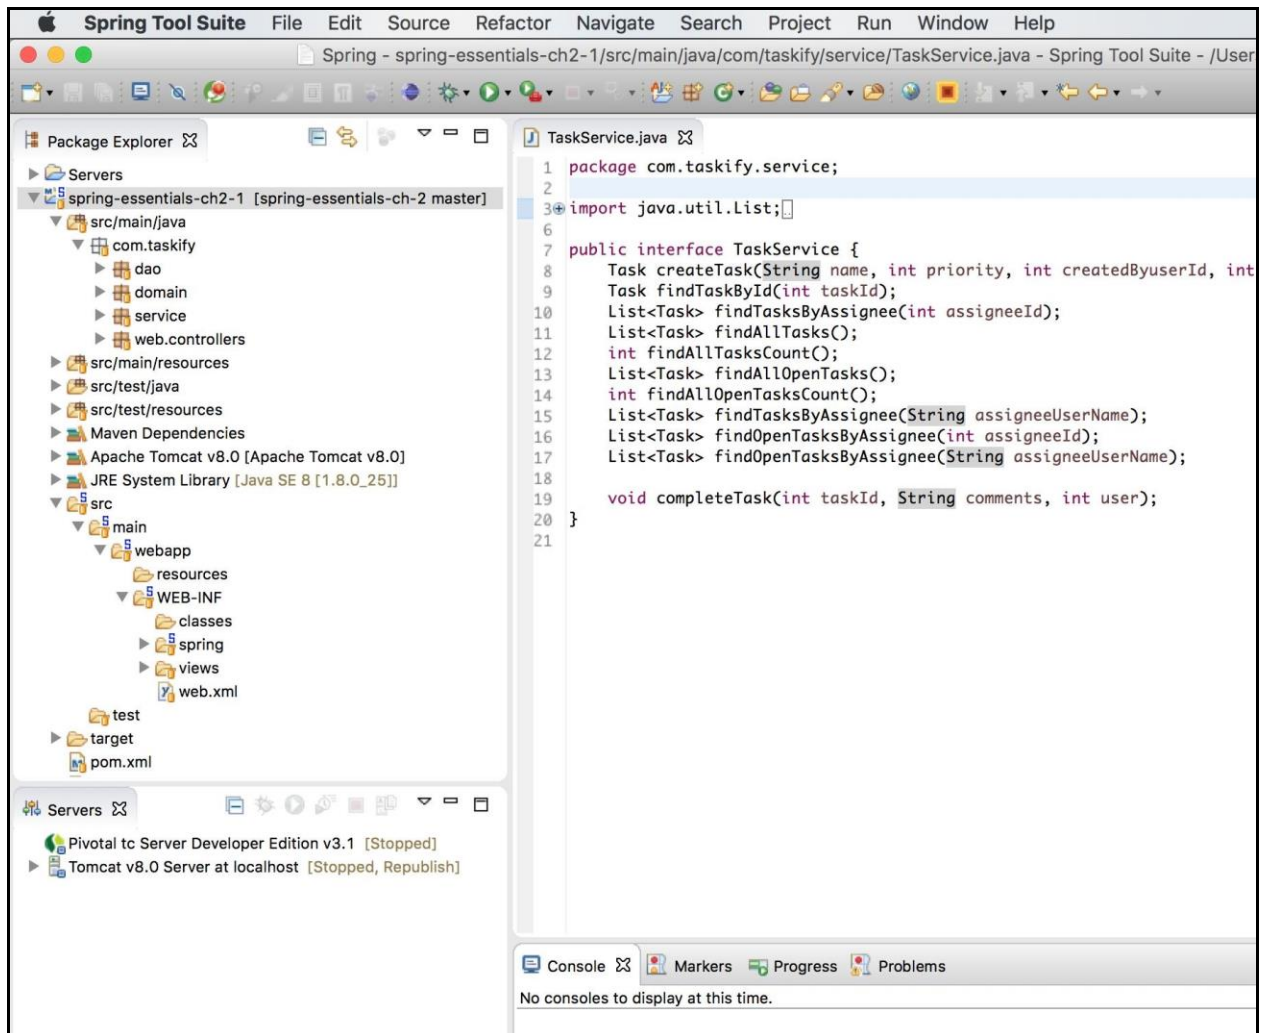 Spring Tool Suite File Edit Source Refactor Navigate Search Project Run Window Help
Spring - spring-essentials-ch2-1/src/main/java/com/taskify/service/TaskService.java - Spring Tool Suite - /User
Package Explorer
Servers
spring-essentials-ch2-1 [spring-essentials-ch-2 master]
src/main/java
com.taskify
dao
domain
service
web.controllers
src/main/resources
src/test/java
src/test/resources
Maven Dependencies
Apache Tomcat v8.0 [Apache Tomcat v8.0]
JRE System Library [Java SE 8 [1.8.0_25]]
src
main
webapp
resources
WEB-INF
classes
spring
views
web.xml
test
target
pom.xml
Servers
Pivotal tc Server Developer Edition v3.1 [Stopped]
Tomcat v8.0 Server at localhost [Stopped, Republish]
TaskService.java
1 package com.taskify.service;
2
3 import java.util.List;
6
7 public interface TaskService {
8 Task createTask(String name, int priority, int createdByuserId, int
9 Task findTaskById(int taskId);
10 List<Task> findTasksByAssignee(int assigneeId);
11 List<Task> findAllTasks();
12 int findAllTasksCount();
13 List<Task> findAllOpenTasks();
14 int findAllOpenTasksCount();
15 List<Task> findTasksByAssignee(String assigneeUserName);
16 List<Task> findOpenTasksByAssignee(int assigneeId);
17 List<Task> findOpenTasksByAssignee(String assigneeUserName);
18
19 void completeTask(int taskId, String comments, int user);
20 }
21
Console Markers Progress Problems
No consoles to display at this time.